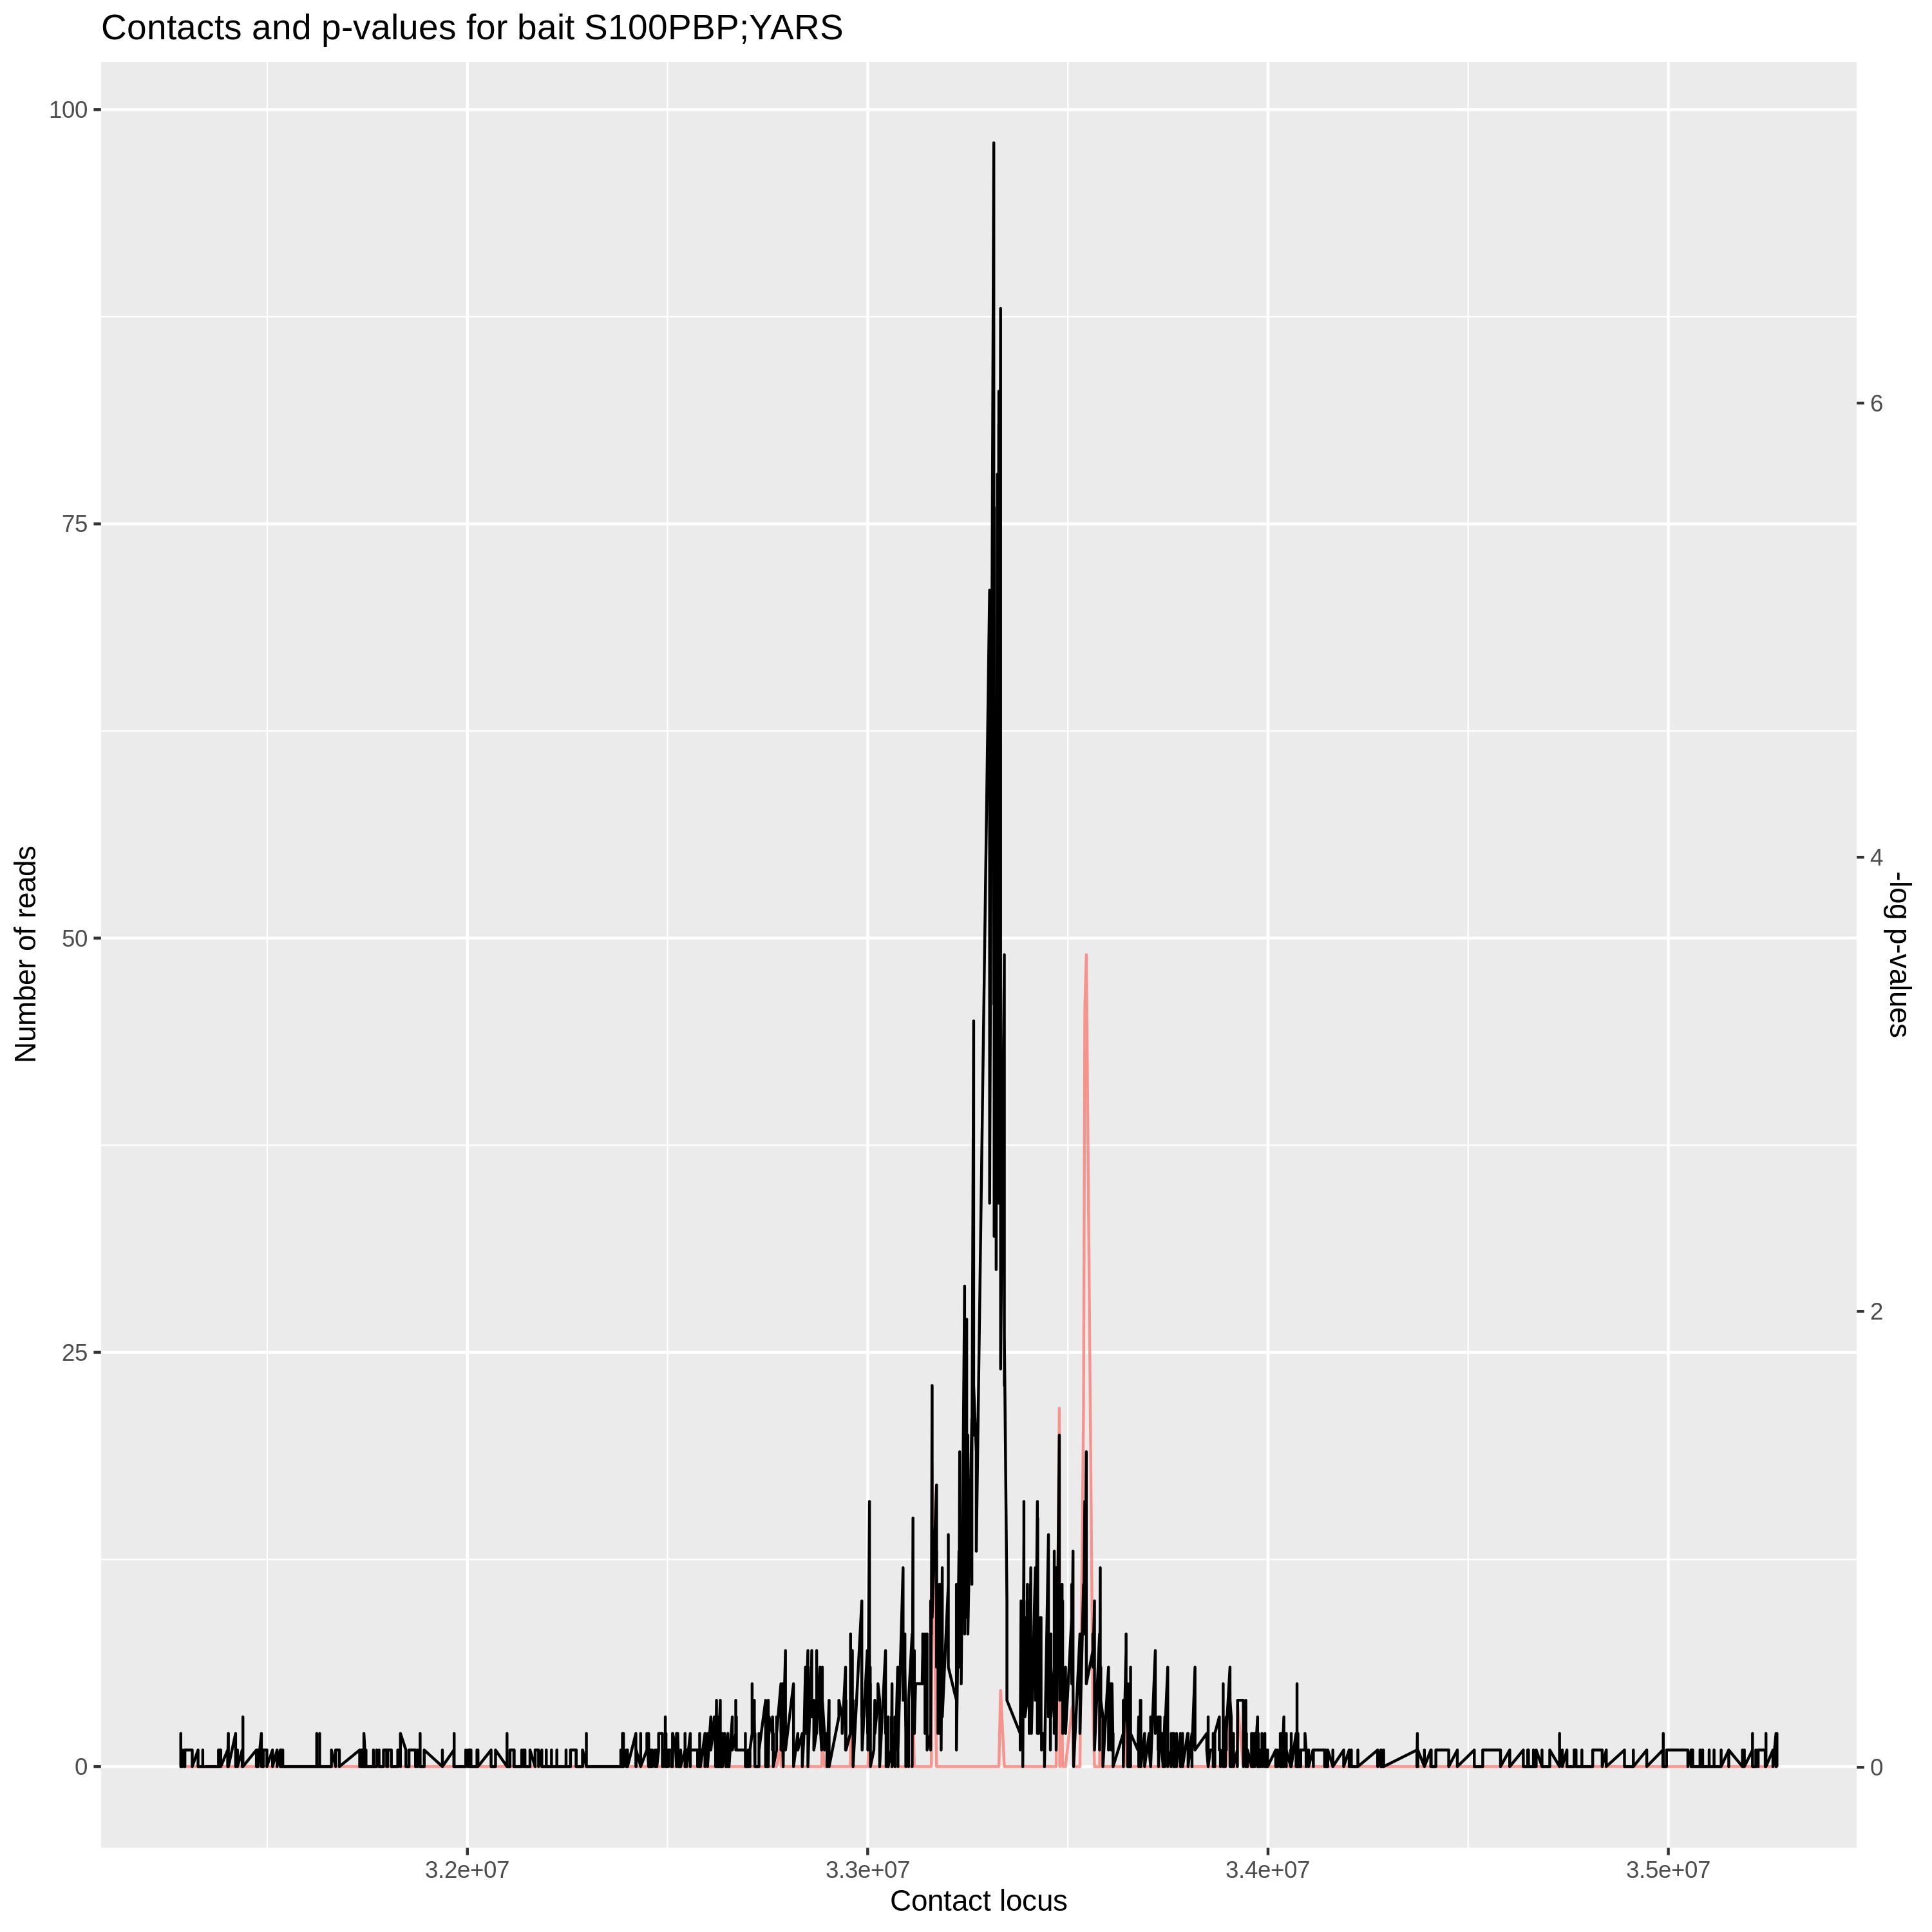 Contacts and p-values for bait S100PBP;YARS
100
75
50
25
0
Number of reads
6
4
2
0
-log p-values
3.2e+07
3.3e+07
3.4e+07
3.5e+07
Contact locus